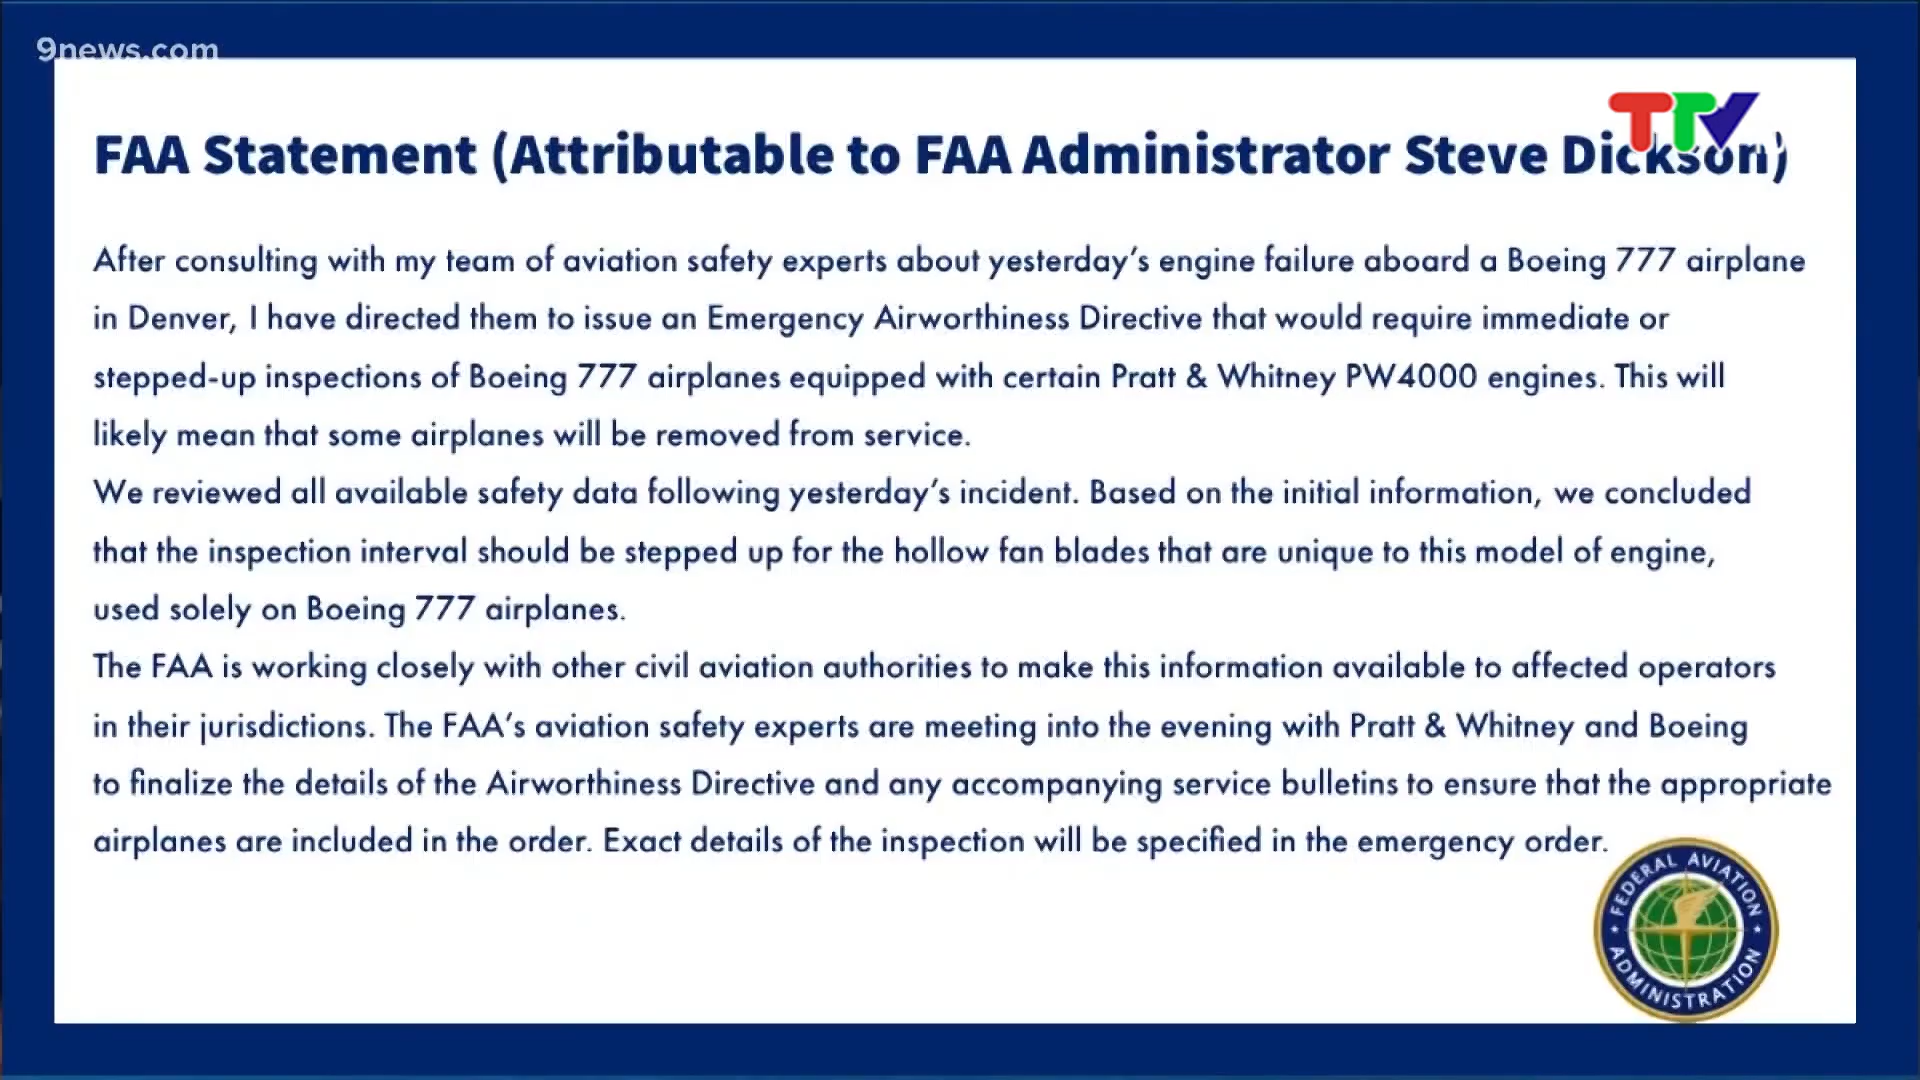 9news.com
TTV
FAA Statement (Attributable to FAA Administrator Steve Dickson)
After consulting with my team of aviation safety experts about yesterday’s engine failure aboard a Boeing 777 airplane
in Denver, I have directed them to issue an Emergency Airworthiness Directive that would require immediate or
stepped-up inspections of Boeing 777 airplanes equipped with certain Pratt & Whitney PW4000 engines. This will
likely mean that some airplanes will be removed from service.
We reviewed all available safety data following yesterday’s incident. Based on the initial information, we concluded
that the inspection interval should be stepped up for the hollow fan blades that are unique to this model of engine,
used solely on Boeing 777 airplanes.
The FAA is working closely with other civil aviation authorities to make this information available to affected operators
in their jurisdictions. The FAA’s aviation safety experts are meeting into the evening with Pratt & Whitney and Boeing
to finalize the details of the Airworthiness Directive and any accompanying service bulletins to ensure that the appropriate
airplanes are included in the order. Exact details of the inspection will be specified in the emergency order.
FEDERAL AVIATION
ADMINISTRATION